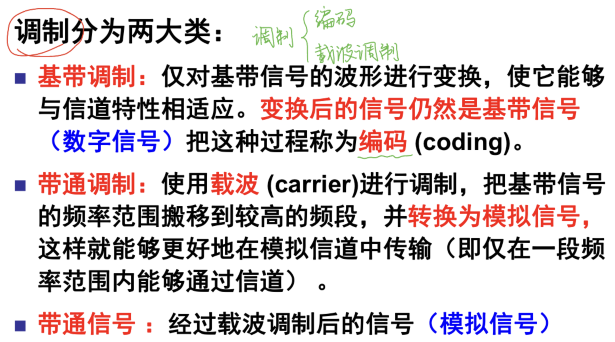 调制分为两大类：
调制 { 编码
载波调制
■ 基带调制：仅对基带信号的波形进行变换，使它能够
与信道特性相适应。变换后的信号仍然是基带信号
（数字信号）把这种过程称为编码 (coding)。
■ 带通调制：使用载波 (carrier)进行调制，把基带信号
的频率范围搬移到较高的频段，并转换为模拟信号，
这样就能够更好地在模拟信道中传输（即仅在一段频
率范围内能够通过信道） 。
■ 带通信号 ：经过载波调制后的信号（模拟信号）